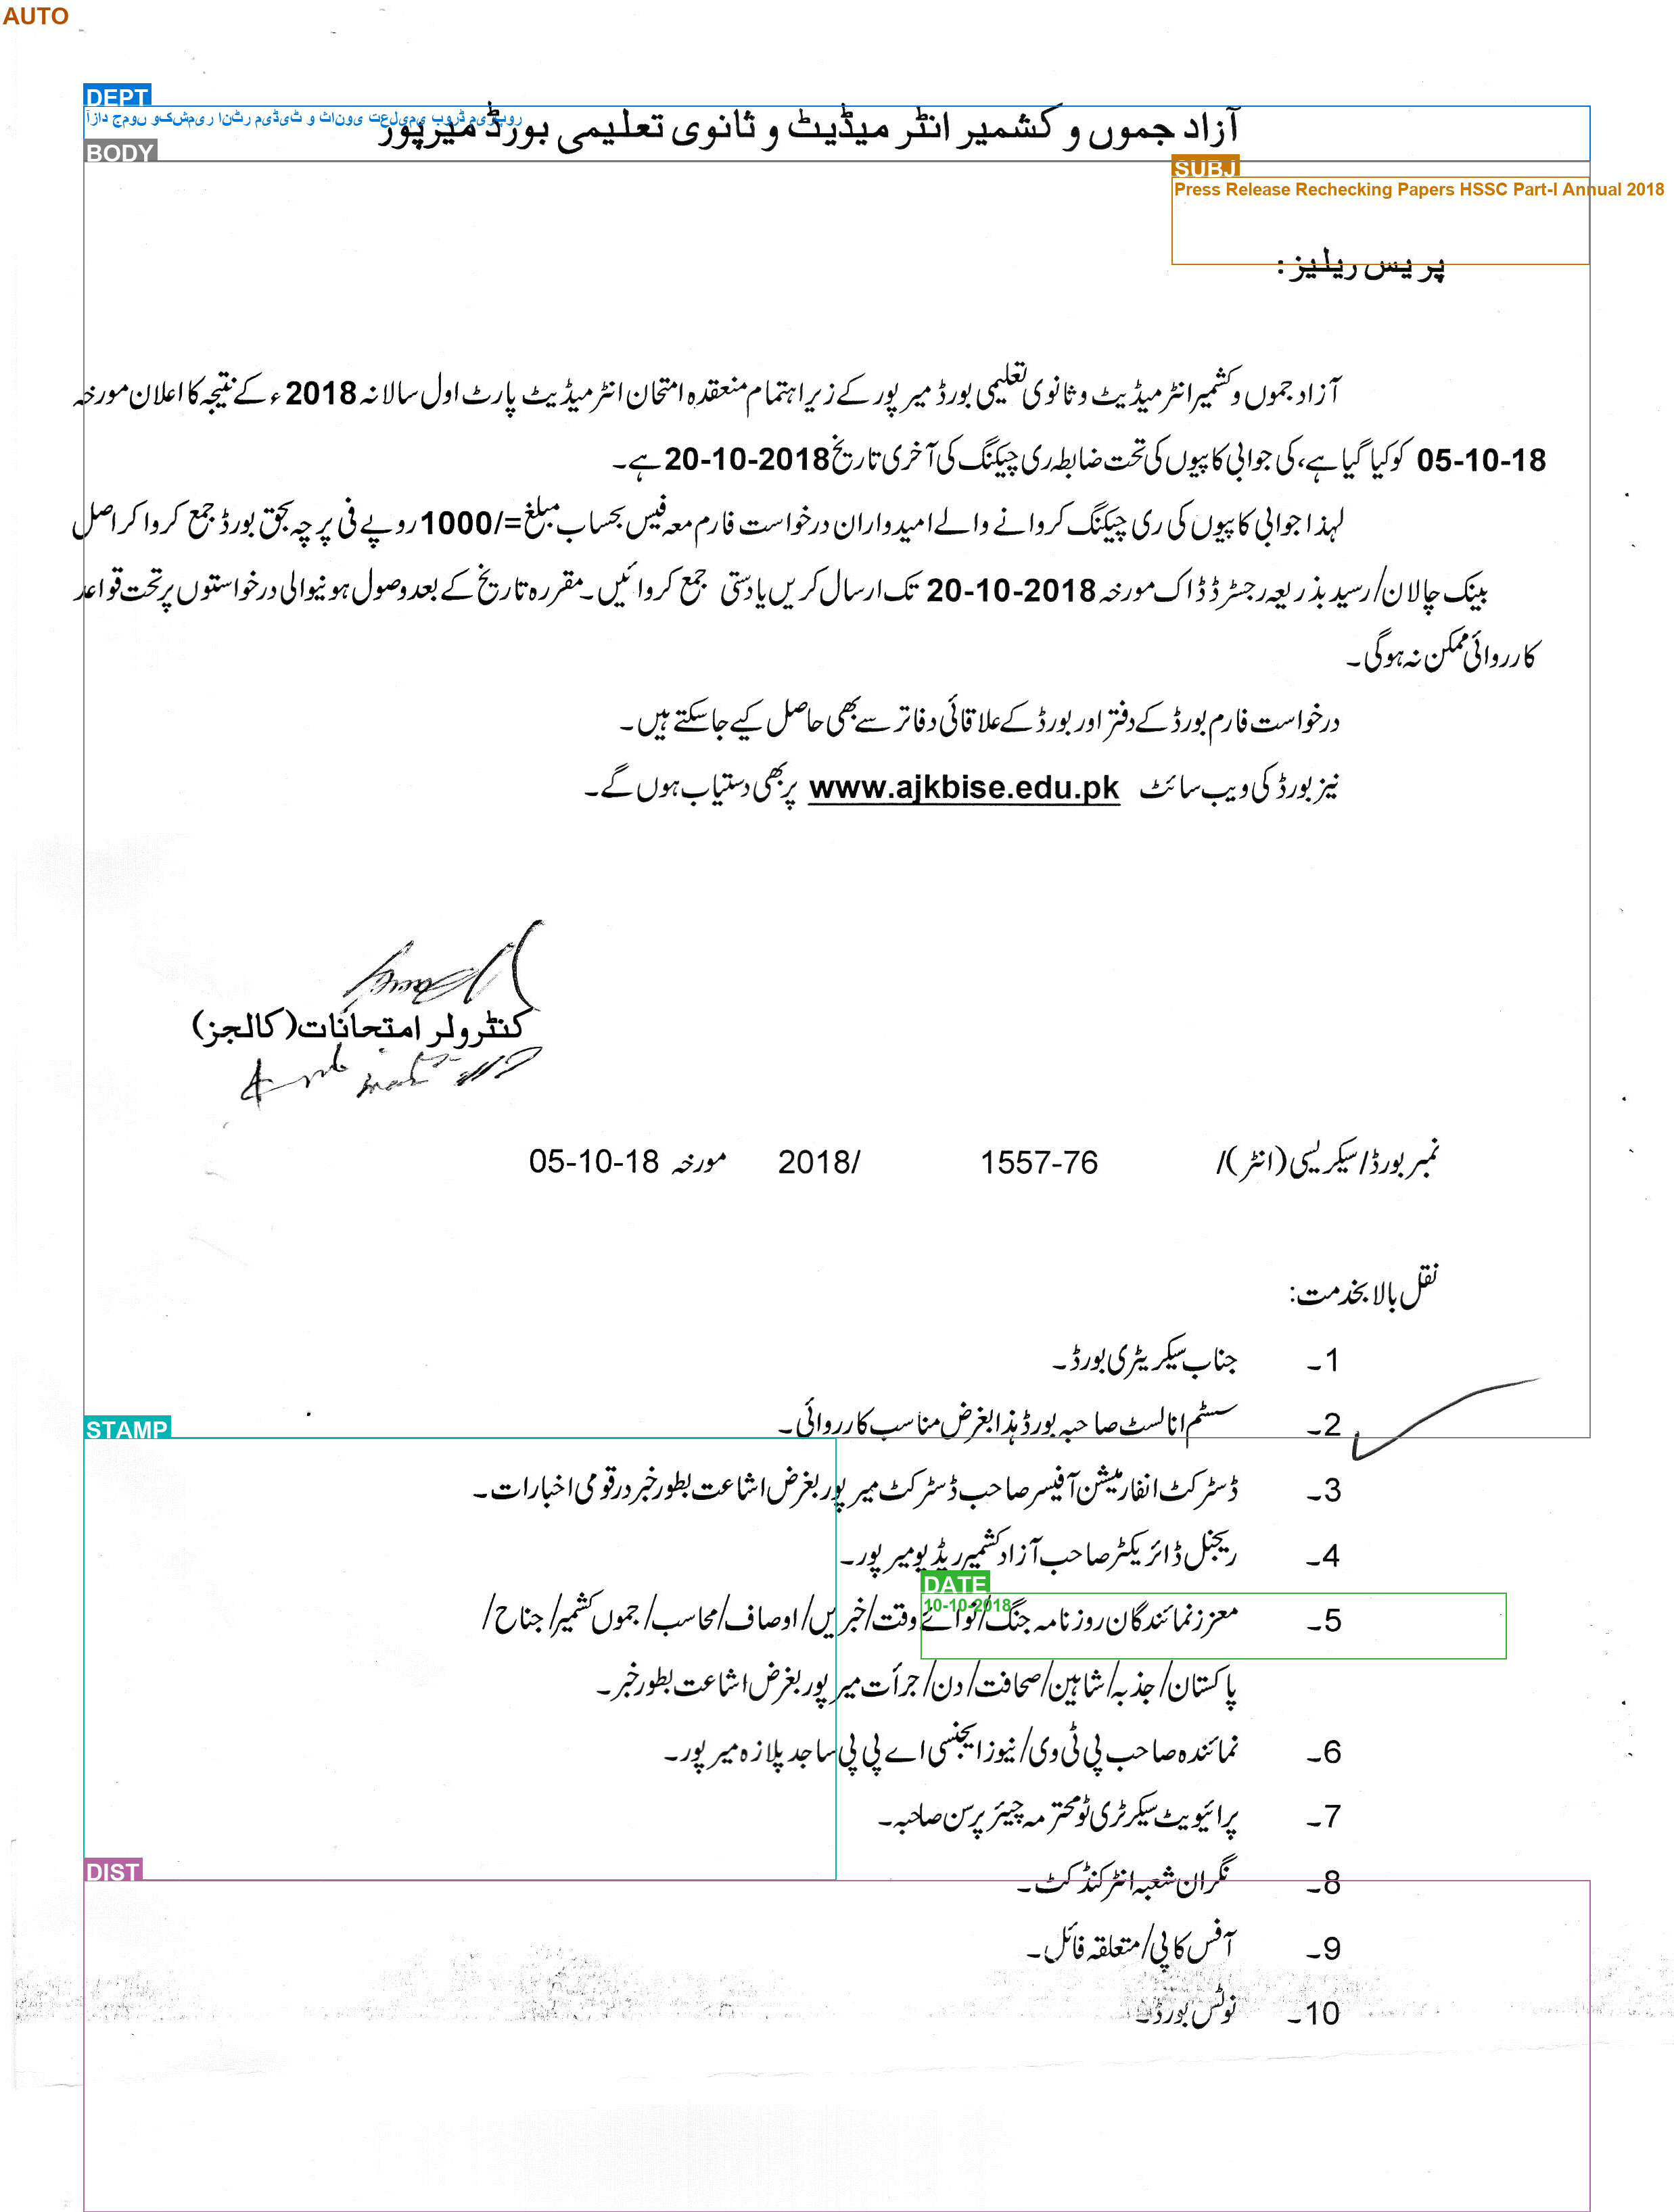 AUTO
DEPT
آزاد جموں و کشمیر انٹر میڈیٹ و ثانوی تعلیمی بورڈ میرپور
BODY
SUBJ
Press Release Rechecking Papers HSSC Part-I Annual 2018
پریس ریلیز :
آزاد جموں و کشمیر انٹر میڈیٹ و ثانوی تعلیمی بورڈ میرپور کے زیر اہتمام منعقدہ امتحان انٹر میڈیٹ پارٹ اول سالانہ 2018 ء کے نتیجہ کا اعلان مورخہ
05-10-18 کو کیا گیا ہے، کی جوابی کاپیوں کی تحت ضابطہ ری چیکنگ کی آخری تاریخ 20-10-2018 ہے۔
لہذا جوابی کاپیوں کی ری چیکنگ کروانے والے امیدواران درخواست فارم معہ فیس بحساب مبلغ =/1000 روپے فی پرچہ بحق بورڈ جمع کروا کر اصل
بینک چالان/رسید بذریعہ رجسٹرڈ ڈاک مورخہ 20-10-2018 تک ارسال کریں یا دستی جمع کروائیں۔ مقررہ تاریخ کے بعد وصول ہونیوالی درخواستوں پر تحت قواعد
کارروائی ممکن نہ ہوگی۔
درخواست فارم بورڈ کے دفتر اور بورڈ کے علاقائی دفاتر سے بھی حاصل کیے جا سکتے ہیں۔
نیز بورڈ کی ویب سائٹ www.ajkbise.edu.pk پر بھی دستیاب ہوں گے۔
کنٹرولر امتحانات (کالجز)
نمبر بورڈ/سیکریسی (انٹر)/ 1557-76 /2018 مورخہ 05-10-18
نقل بالا بخدمت:
1۔ جناب سیکریٹری بورڈ۔
2۔ سسٹم انالسٹ صاحبہ بورڈ ہذا بغرض مناسب کارروائی۔
STAMP
3۔ ڈسٹرکٹ انفارمیشن آفیسر صاحب ڈسٹرکٹ میر پور بغرض اشاعت بطور خبر در قومی اخبارات۔
4۔ ریجنل ڈائریکٹر صاحب آزاد کشمیر ریڈیو میر پور۔
DATE
10-10-2018
5۔ معزز نمائندگان روزنامہ جنگ/نوائے وقت/خبریں/اوصاف/محاسب/جموں کشمیر/جناح/
پاکستان/جذبہ/شاہین/صحافت/دن/جرأت میر پور بغرض اشاعت بطور خبر۔
6۔ نمائندہ صاحب پی ٹی وی/نیوز ایجنسی اے پی پی ساجد پلازہ میر پور۔
7۔ پرائیویٹ سیکرٹری ٹو محترمہ چیئر پرسن صاحبہ۔
DIST
8۔ نگران شعبہ انٹر کنڈکٹ۔
9۔ آفس کاپی/متعلقہ فائل۔
10۔ نوٹس بورڈ۔